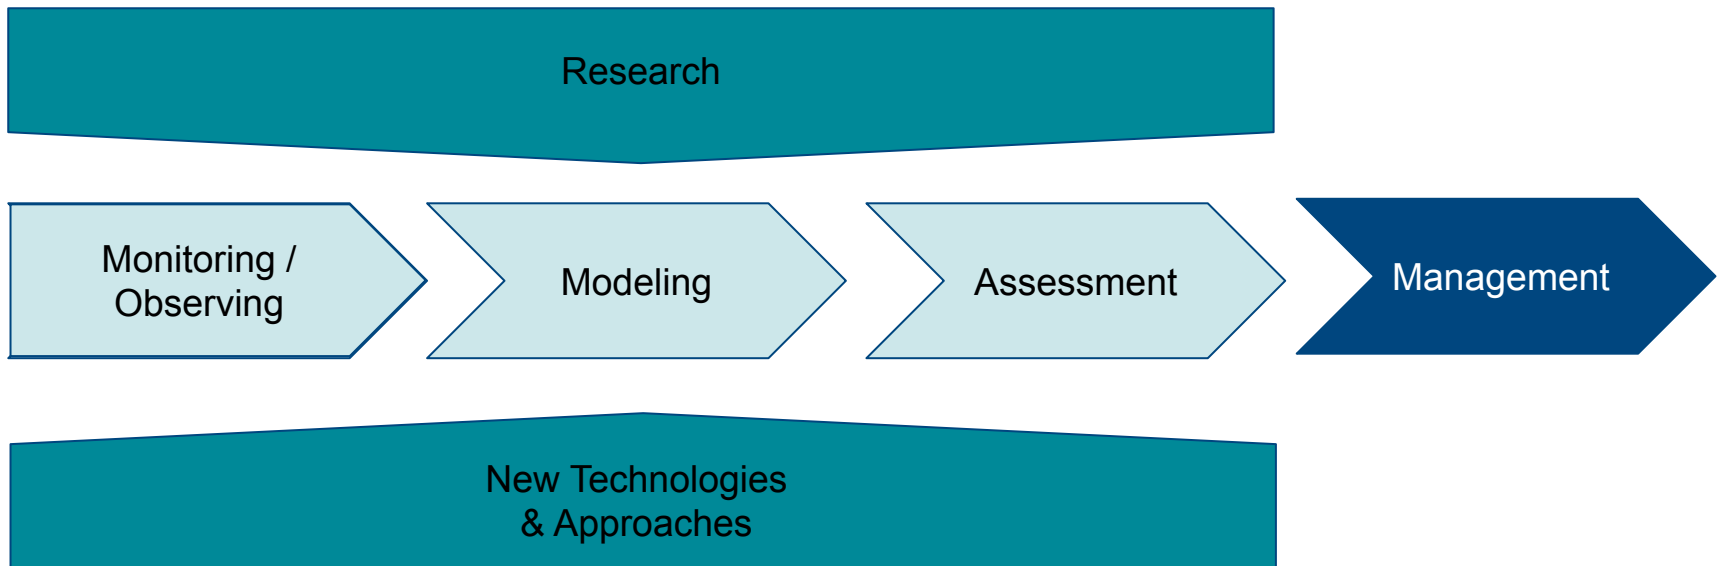 Research
Monitoring /
Observing
Modeling
Assessment
Management
New Technologies
& Approaches